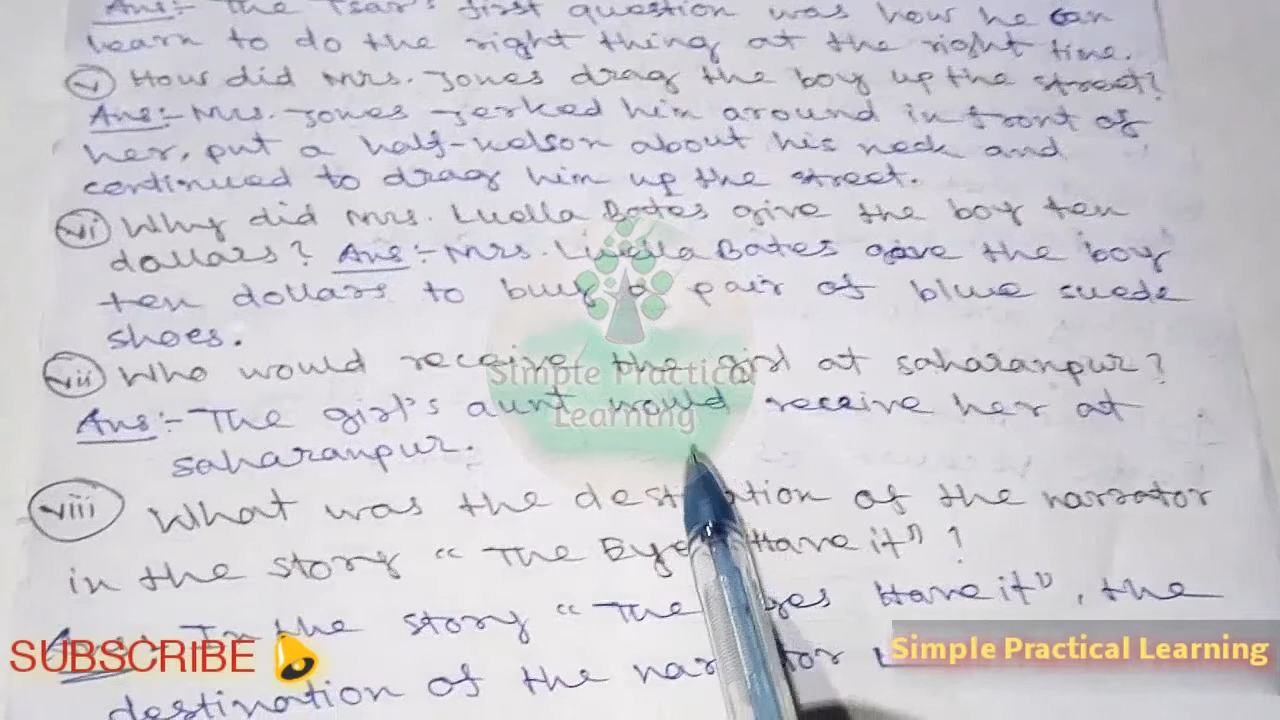 Ans:- The Tsar's first question was how he can
learn to do the right thing at the right time.
v) How did Mrs. Jones drag the boy up the street?
Ans:- Mrs. Jones jerked him around in front of
her, put a half-nelson about his neck and
continued to drag him up the street.
vi) Why did Mrs. Luella Bates give the boy ten
dollars? Ans:- Mrs. Luella Bates gave the boy
ten dollars to buy a pair of blue suede
shoes.
vii) Who would receive the girl at saharanpur?
Ans:- The girl's aunt would receive her at
saharanpur.
viii) What was the destination of the narrator
in the story "The Eyes Have it"?
Ans:- In the story "The Eyes Have it", the
destination of the narrator
Simple Practical
Learning
SUBSCRIBE
Simple Practical Learning